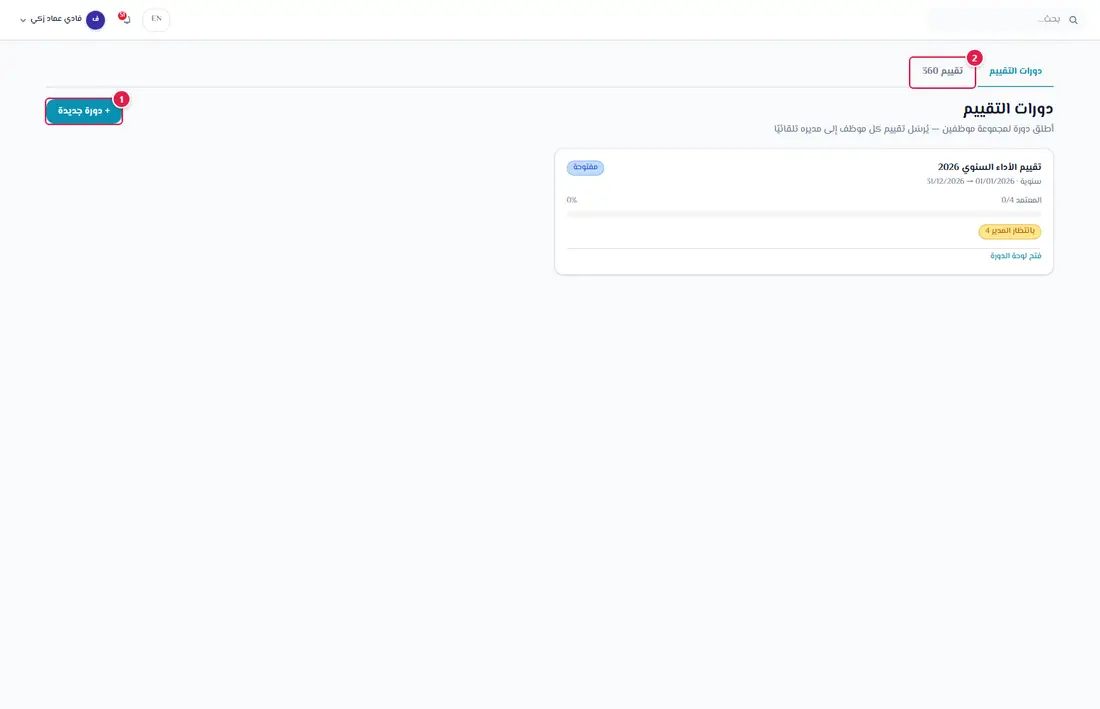 بحث...
EN
51
ف
فادي عماد زكي
دورات التقييم
تقييم 360
2
دورات التقييم
+ دورة جديدة
1
أطلق دورة لمجموعة موظفين — يُرسَل تقييم كل موظف إلى مديره تلقائيًا
تقييم الأداء السنوي 2026
مفتوحة
سنوية · 01/01/2026 → 31/12/2026
المعتمد 0/4
0%
بانتظار المدير 4
فتح لوحة الدورة